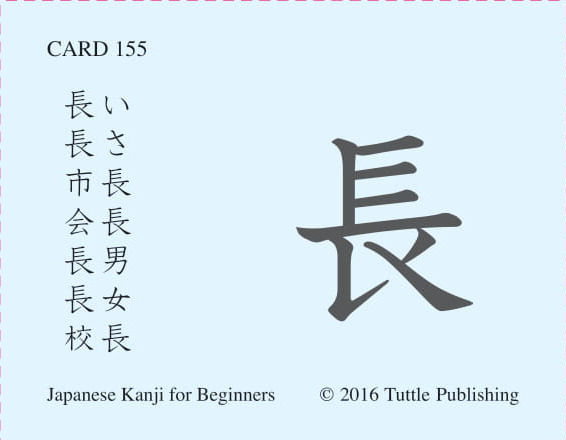 CARD 155
長い
長さ
市長
会長
長男
長女
校長
長
Japanese Kanji for Beginners
© 2016 Tuttle Publishing